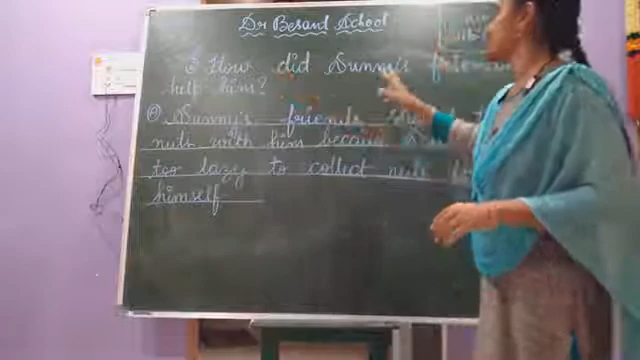 Dr Besant School
How did Sunny's
help him?
A Sunny's friends
nuts with him because
too lazy to collect nuts
himself